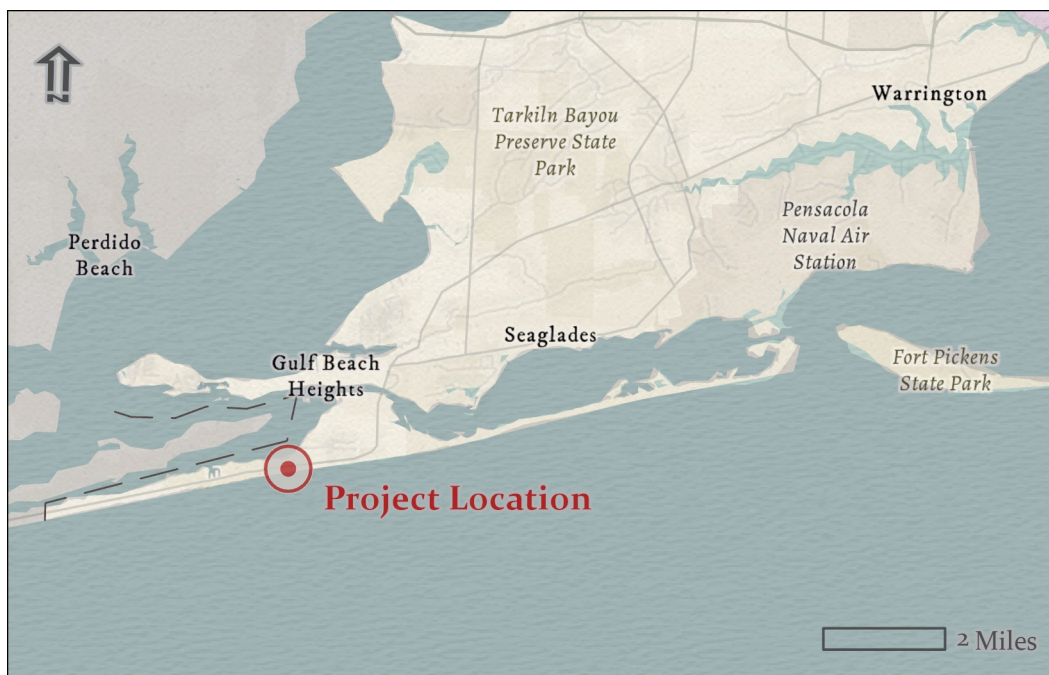 N
Warrington
Tarkiln Bayou
Preserve State
Park
Pensacola
Naval Air
Station
Perdido
Beach
Seaglades
Gulf Beach
Heights
Fort Pickens
State Park
Project Location
2 Miles